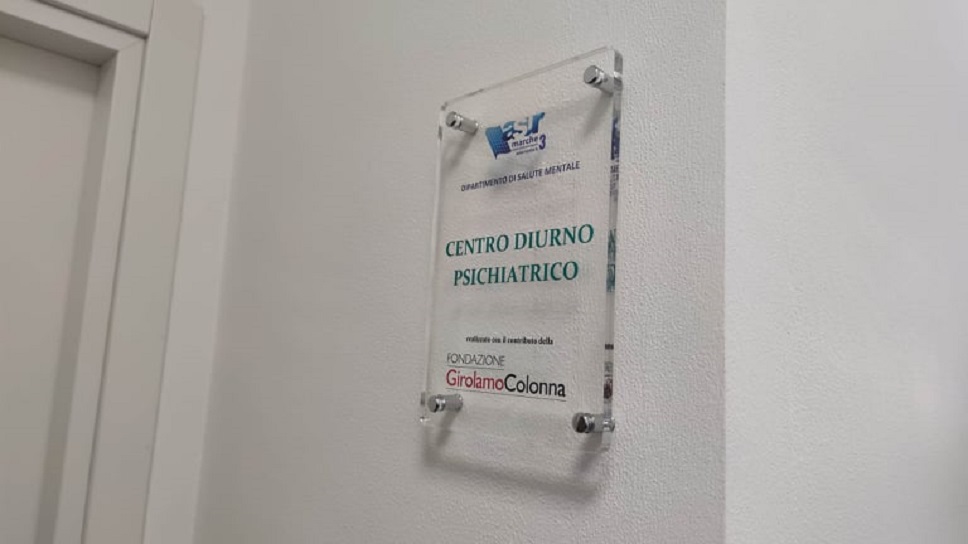 asur
marche
3
DIPARTIMENTO DI SALUTE MENTALE
CENTRO DIURNO
PSICHIATRICO
realizzato con il contributo della
FONDAZIONE
GirolamoColonna